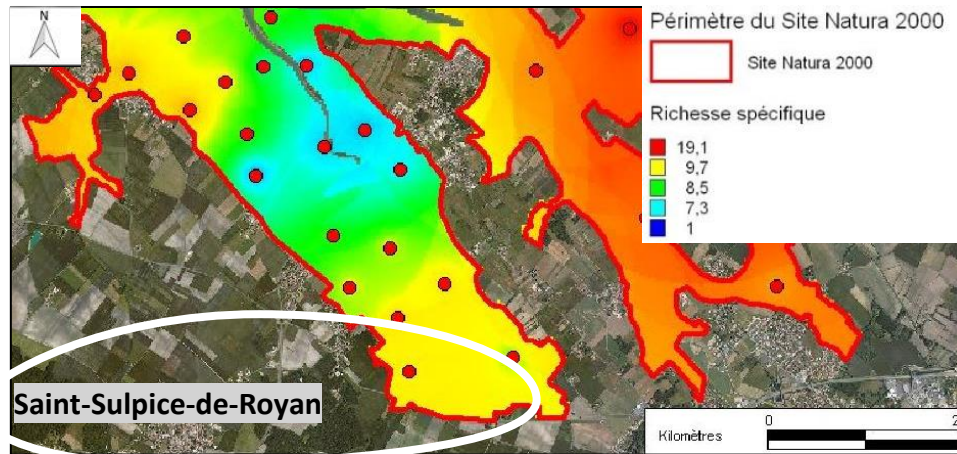 N
Périmètre du Site Natura 2000
Site Natura 2000
Richesse spécifique
19,1
9,7
8,5
7,3
1
Saint-Sulpice-de-Royan
Kilomètres
0
2